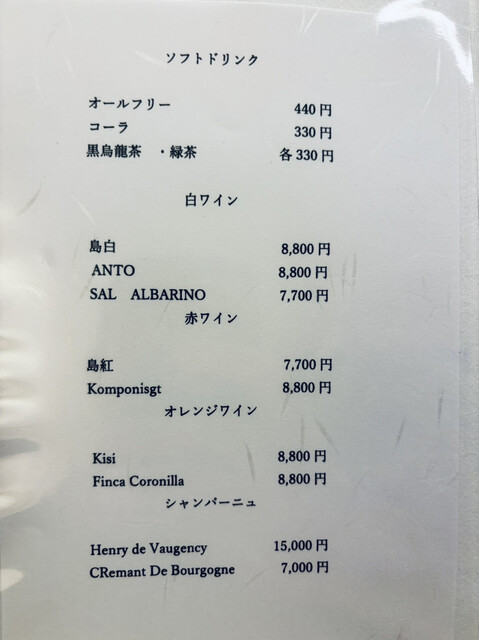 ソフトドリンク
オールフリー 440円
コーラ 330円
黒烏龍茶 ・緑茶 各330円
白ワイン
島白 8,800円
ANTO 8,800円
SAL ALBARINO 7,700円
赤ワイン
島紅 7,700円
Komponisgt 8,800円
オレンジワイン
Kisi 8,800円
Finca Coronilla 8,800円
シャンパーニュ
Henry de Vaugency 15,000円
CRemant De Bourgogne 7,000円